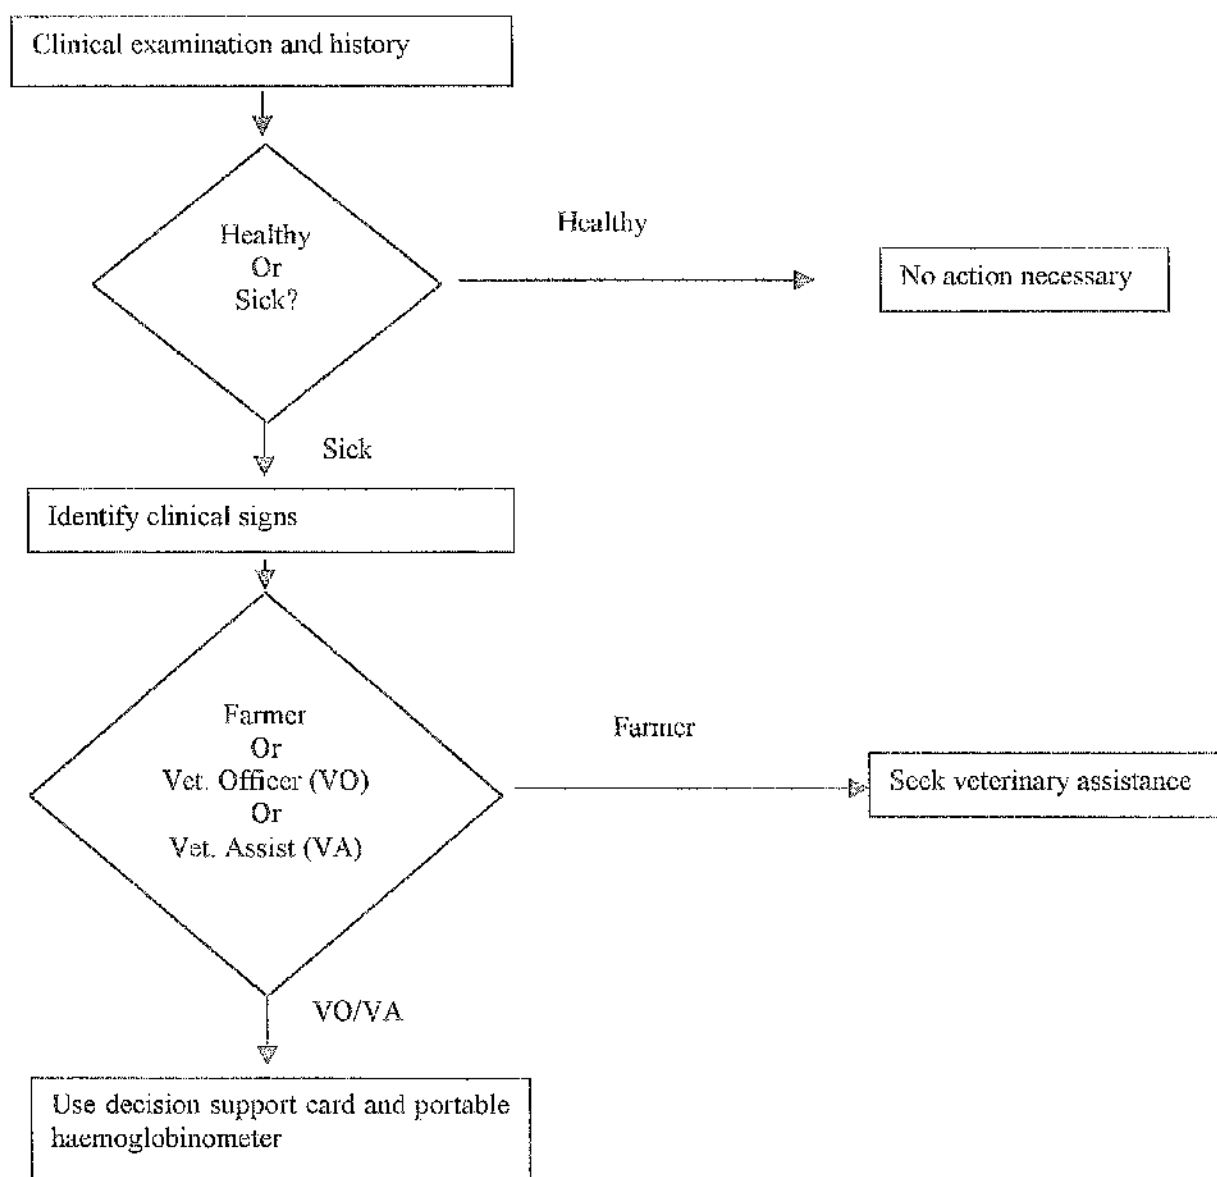 Clinical examination and history
Healthy
Or
Sick?
Healthy
No action necessary
Sick
Identify clinical signs
Farmer
Or
Vet. Officer (VO)
Or
Vet. Assist (VA)
Farmer
Seek veterinary assistance
VO/VA
Use decision support card and portable
haemoglobinometer